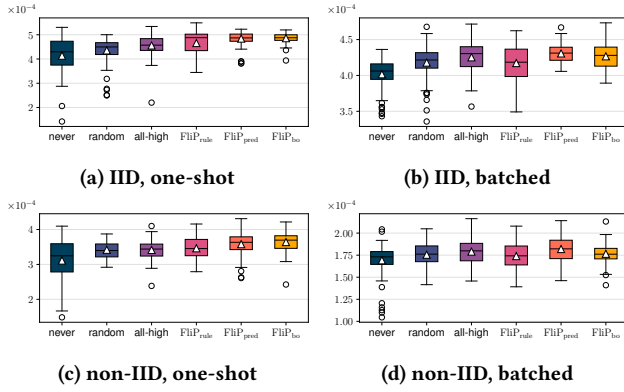 ×10⁻⁴
5
4
3
2
never random all-high FliP_rule FliP_pred FliP_bo
(a) IID, one-shot
×10⁻⁴
4.5
4.0
3.5
never random all-high FliP_rule FliP_pred FliP_bo
(b) IID, batched
×10⁻⁴
4
3
2
never random all-high FliP_rule FliP_pred FliP_bo
(c) non-IID, one-shot
×10⁻⁴
2.00
1.75
1.50
1.25
1.00
never random all-high FliP_rule FliP_pred FliP_bo
(d) non-IID, batched